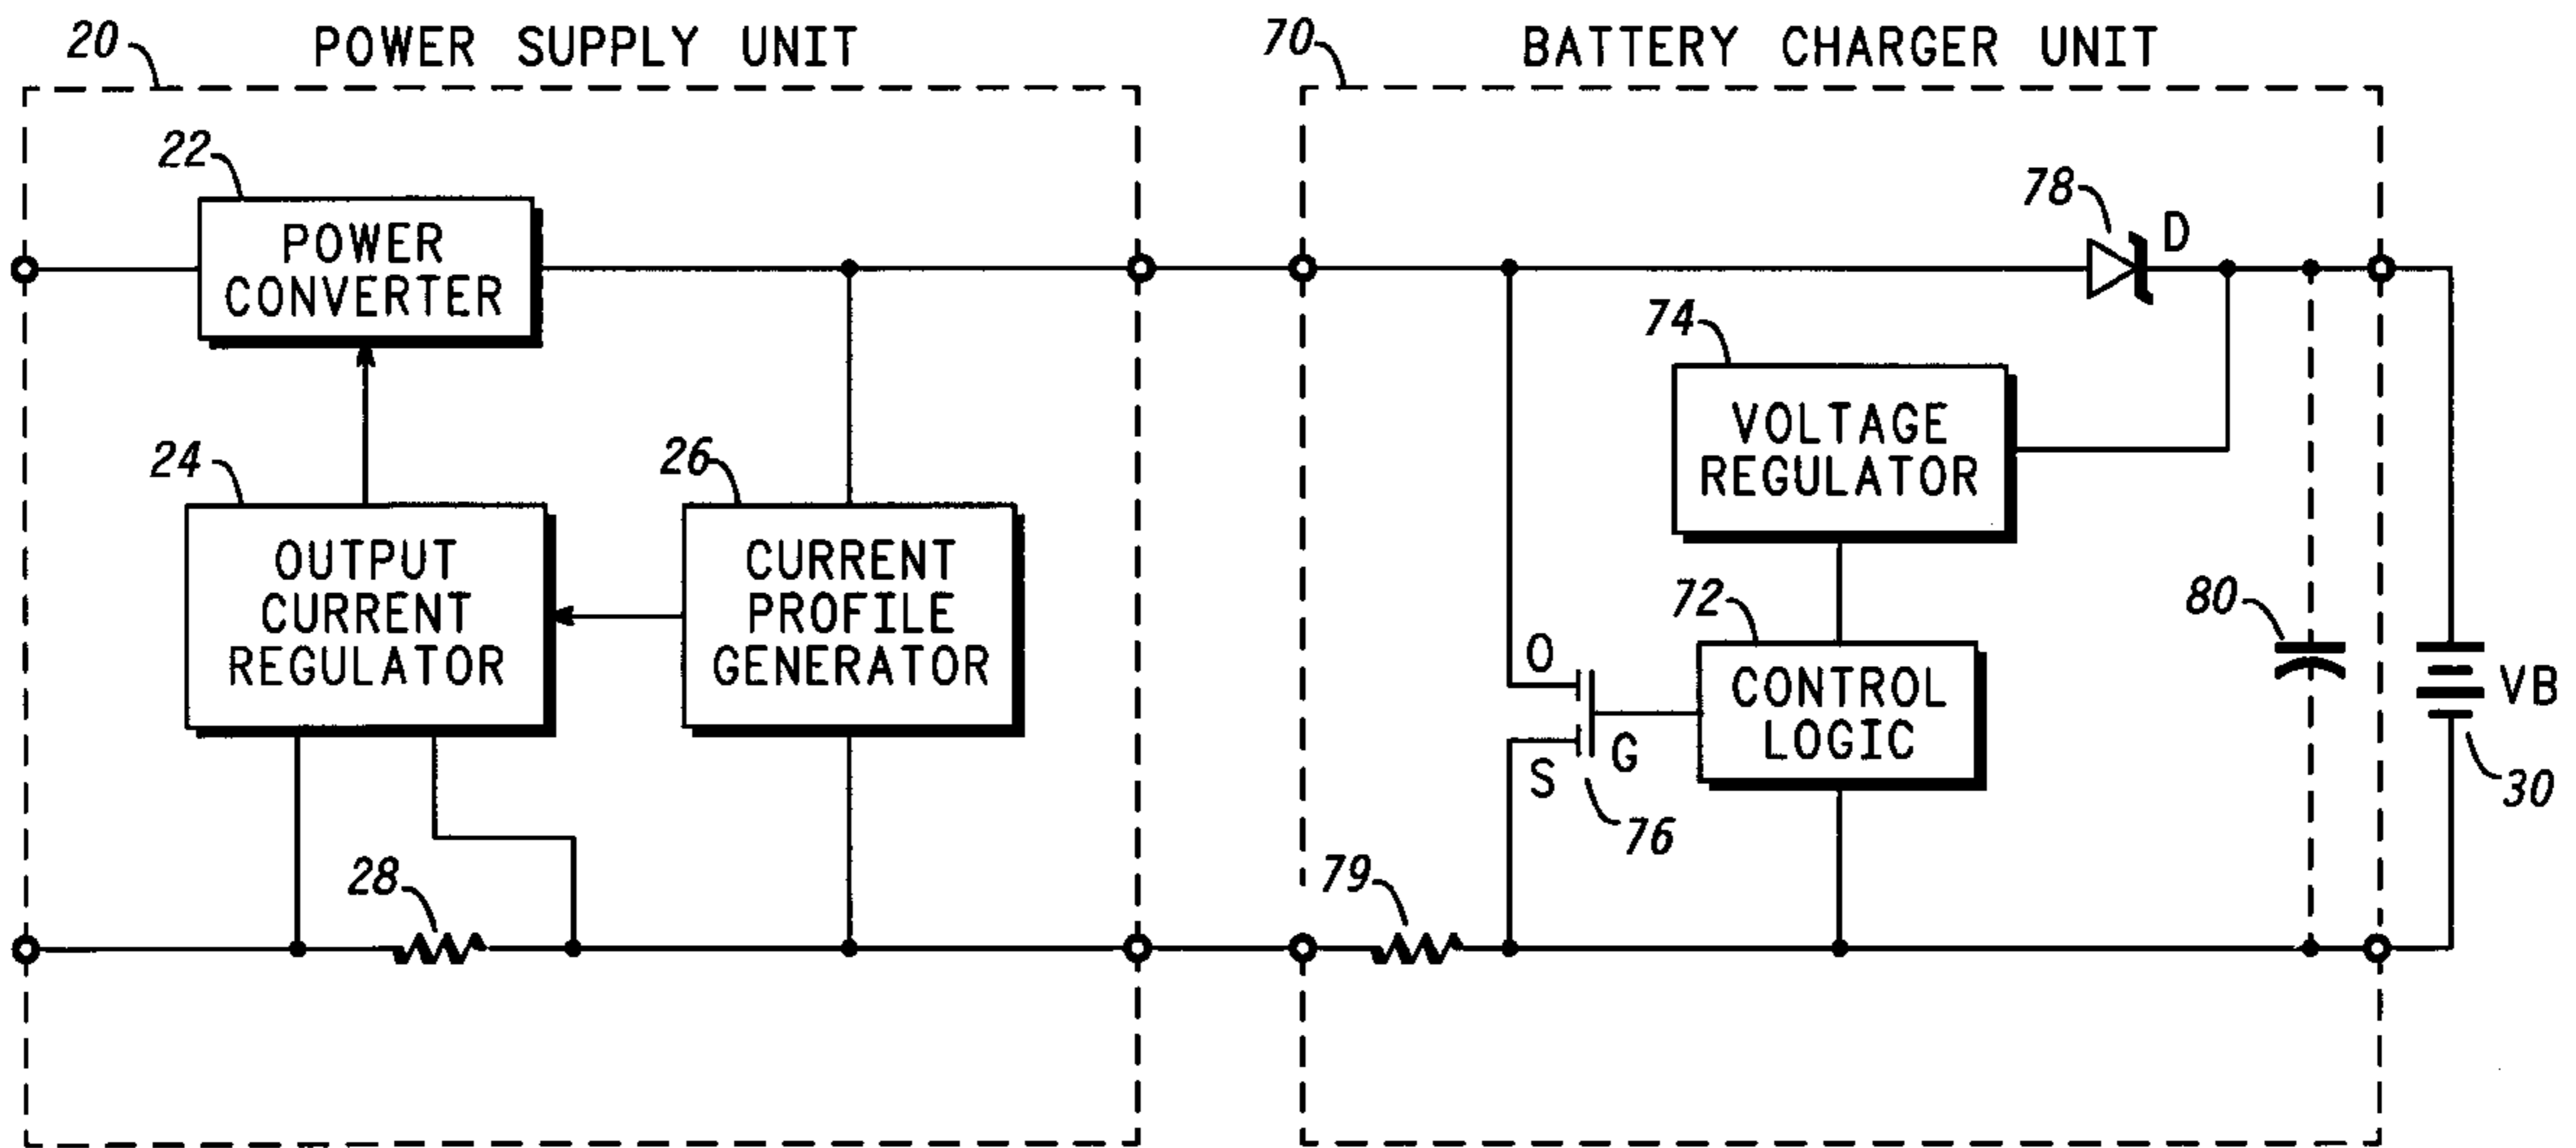 20
POWER SUPPLY UNIT
70
BATTERY CHARGER UNIT
22
POWER
CONVERTER
78
D
74
VOLTAGE
REGULATOR
24
OUTPUT
CURRENT
REGULATOR
26
CURRENT
PROFILE
GENERATOR
72
CONTROL
LOGIC
O
S
G
76
80
VB
30
28
79